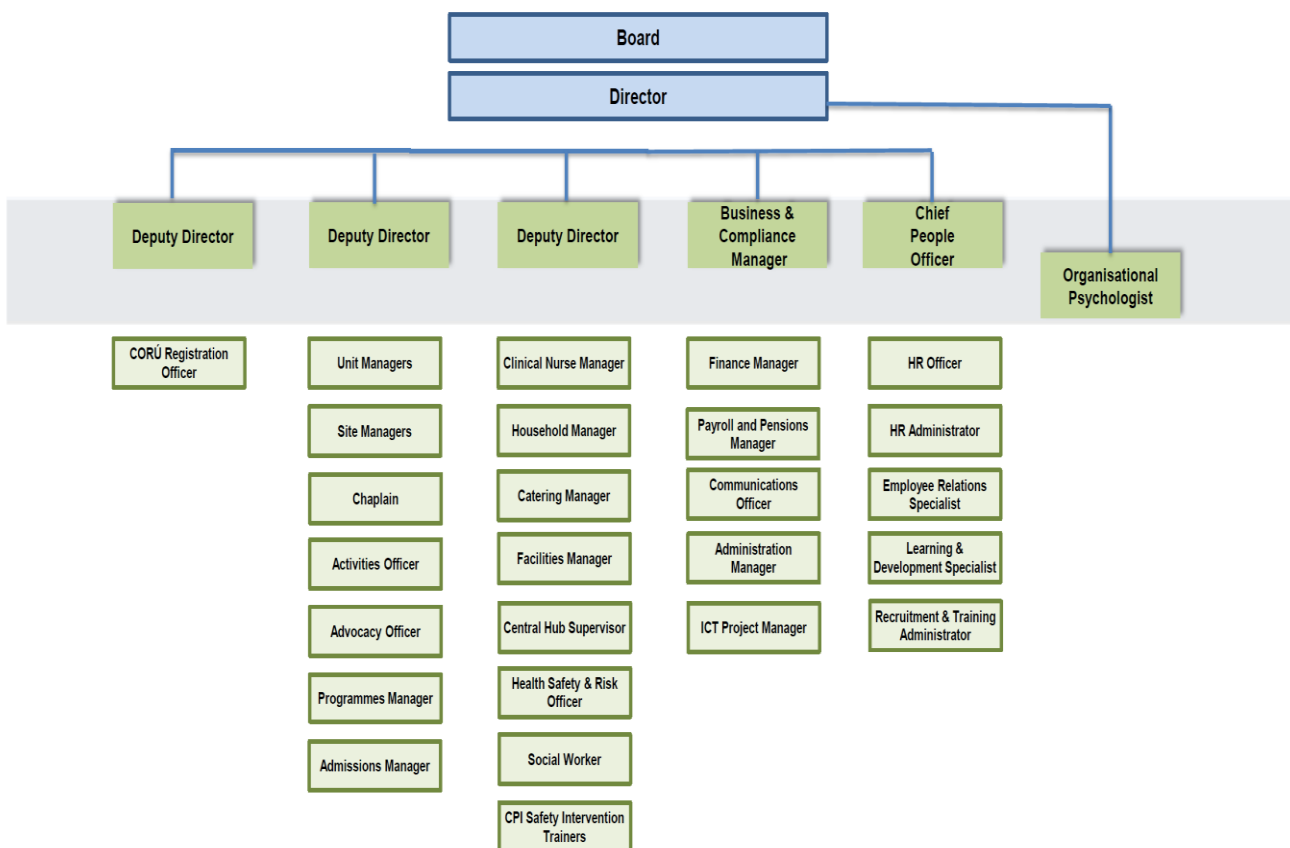 Board
Director
Deputy Director
Deputy Director
Deputy Director
Business &
Compliance
Manager
Chief
People
Officer
Organisational
Psychologist
CORÚ Registration
Officer
Unit Managers
Site Managers
Chaplain
Activities Officer
Advocacy Officer
Programmes Manager
Admissions Manager
Clinical Nurse Manager
Household Manager
Catering Manager
Facilities Manager
Central Hub Supervisor
Health Safety & Risk
Officer
Social Worker
CPI Safety Intervention
Trainers
Finance Manager
Payroll and Pensions
Manager
Communications
Officer
Administration
Manager
ICT Project Manager
HR Officer
HR Administrator
Employee Relations
Specialist
Learning &
Development Specialist
Recruitment & Training
Administrator